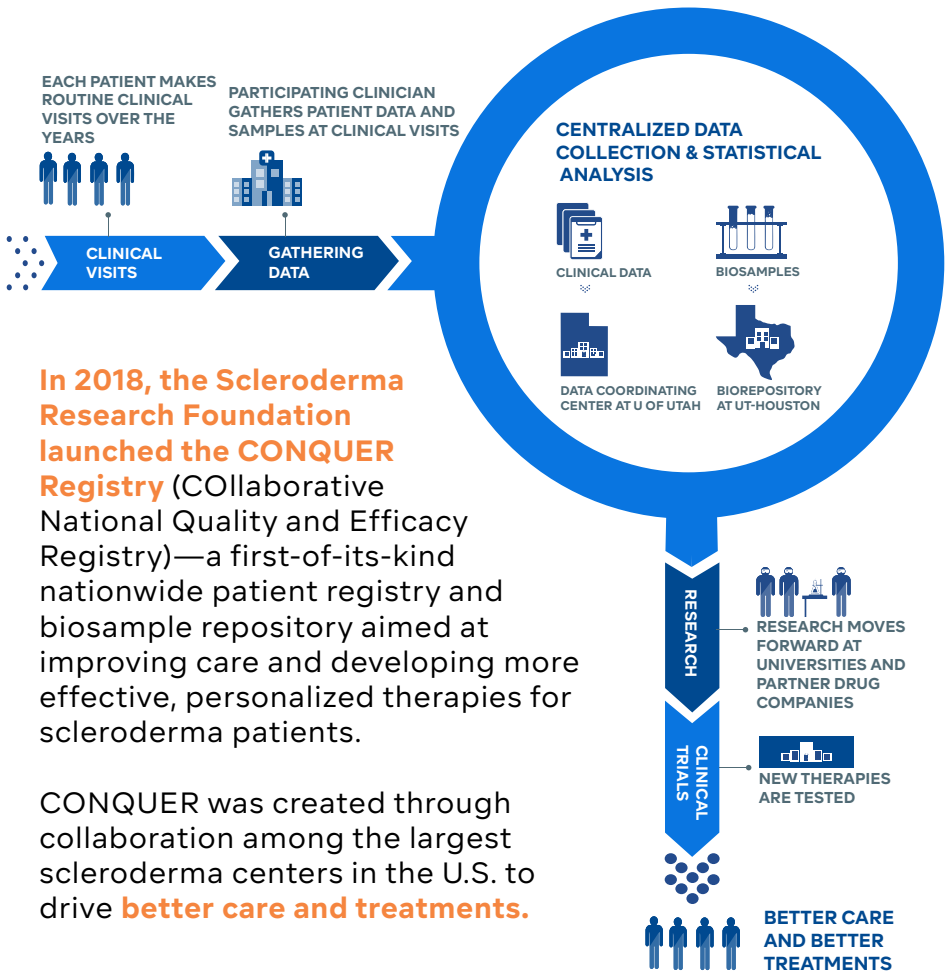 EACH PATIENT MAKES
ROUTINE CLINICAL
VISITS OVER THE
YEARS
PARTICIPATING CLINICIAN
GATHERS PATIENT DATA AND
SAMPLES AT CLINICAL VISITS
CLINICAL
VISITS
GATHERING
DATA
CENTRALIZED DATA
COLLECTION & STATISTICAL
ANALYSIS
CLINICAL DATA
BIOSAMPLES
DATA COORDINATING
CENTER AT U OF UTAH
BIOREPOSITORY
AT UT-HOUSTON
In 2018, the Scleroderma
Research Foundation
launched the CONQUER
Registry (COllaborative
National Quality and Efficacy
Registry)—a first-of-its-kind
nationwide patient registry and
biosample repository aimed at
improving care and developing more
effective, personalized therapies for
scleroderma patients.
CONQUER was created through
collaboration among the largest
scleroderma centers in the U.S. to
drive better care and treatments.
RESEARCH
RESEARCH MOVES
FORWARD AT
UNIVERSITIES AND
PARTNER DRUG
COMPANIES
CLINICAL
TRIALS
NEW THERAPIES
ARE TESTED
BETTER CARE
AND BETTER
TREATMENTS